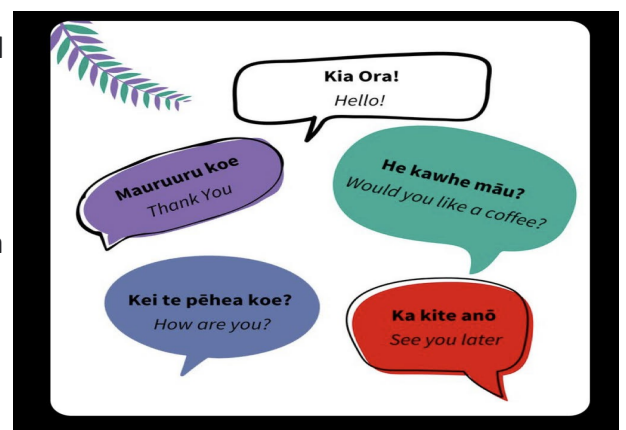 Kia Ora!
Hello!
Mauruuru koe
Thank You
He kawhe māu?
Would you like a coffee?
Kei te pēhea koe?
How are you?
Ka kite anō
See you later